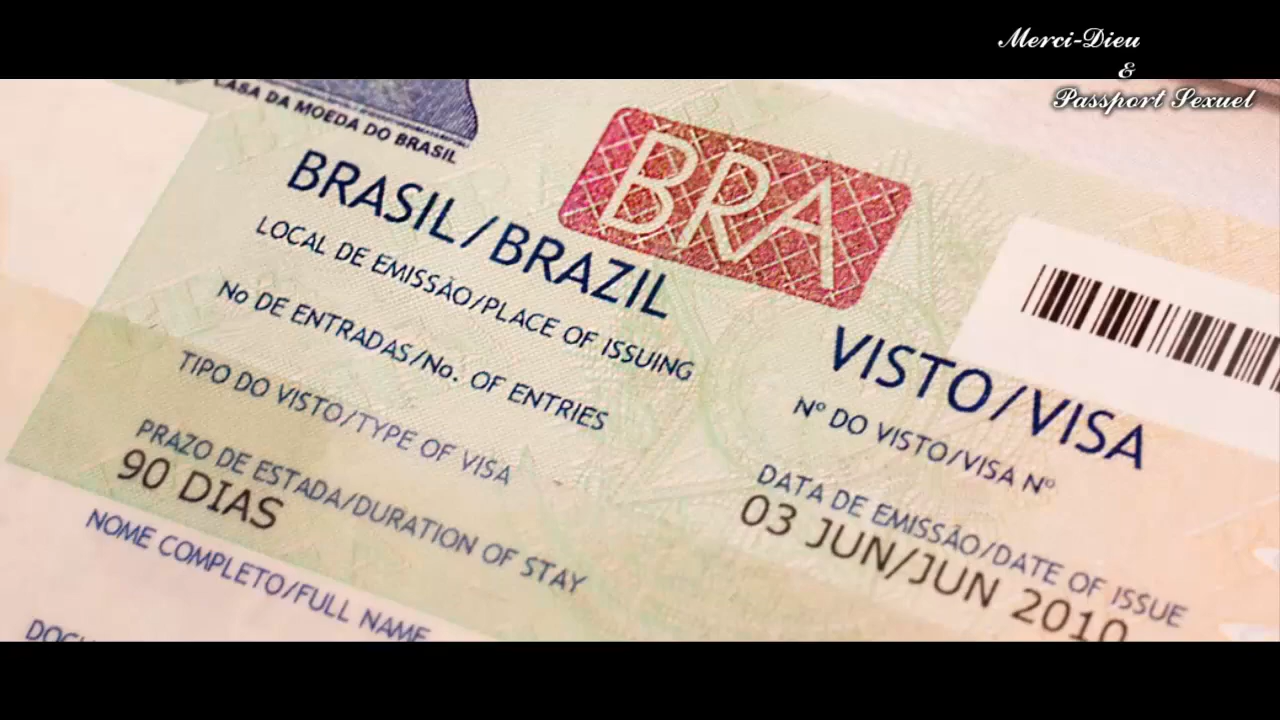 Merci-Dieu
&
Passport Sexuel
CASA DA MOEDA DO BRASIL
BRA
BRASIL/BRAZIL
LOCAL DE EMISSÃO/PLACE OF ISSUING
No DE ENTRADAS/No. OF ENTRIES
TIPO DO VISTO/TYPE OF VISA
PRAZO DE ESTADA/DURATION OF STAY
90 DIAS
NOME COMPLETO/FULL NAME
VISTO/VISA
Nº DO VISTO/VISA Nº
DATA DE EMISSÃO/DATE OF ISSUE
03 JUN/JUN 2010